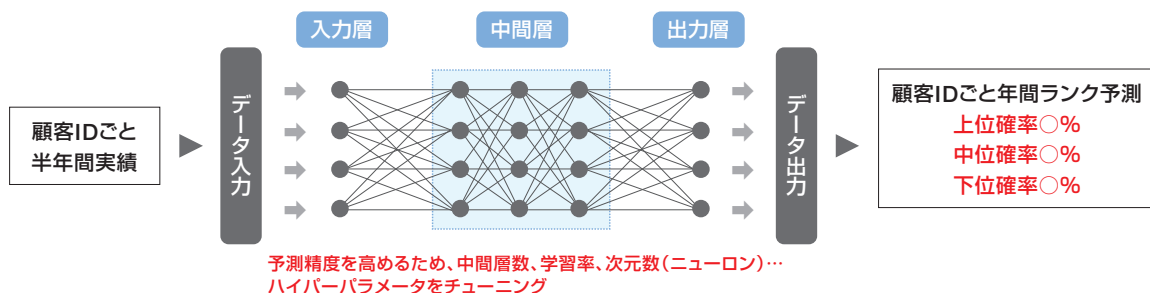 入力層
中間層
出力層
顧客IDごと
半年間実績
データ入力
データ出力
顧客IDごと年間ランク予測
上位確率○%
中位確率○%
下位確率○%
予測精度を高めるため、中間層数、学習率、次元数(ニューロン)…
ハイパーパラメータをチューニング